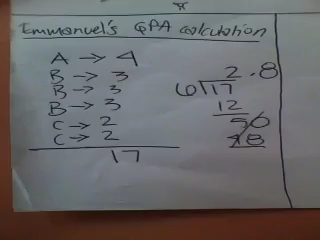 Emmanuel's GPA calculation
A → 4
B → 3
B → 3
B → 3
C → 2
C → 2
17
2.8
6 17
12
50
48